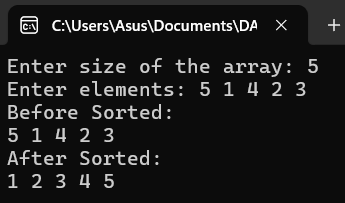 C:\Users\Asus\Documents\DA
Enter size of the array: 5
Enter elements: 5 1 4 2 3
Before Sorted:
5 1 4 2 3
After Sorted:
1 2 3 4 5